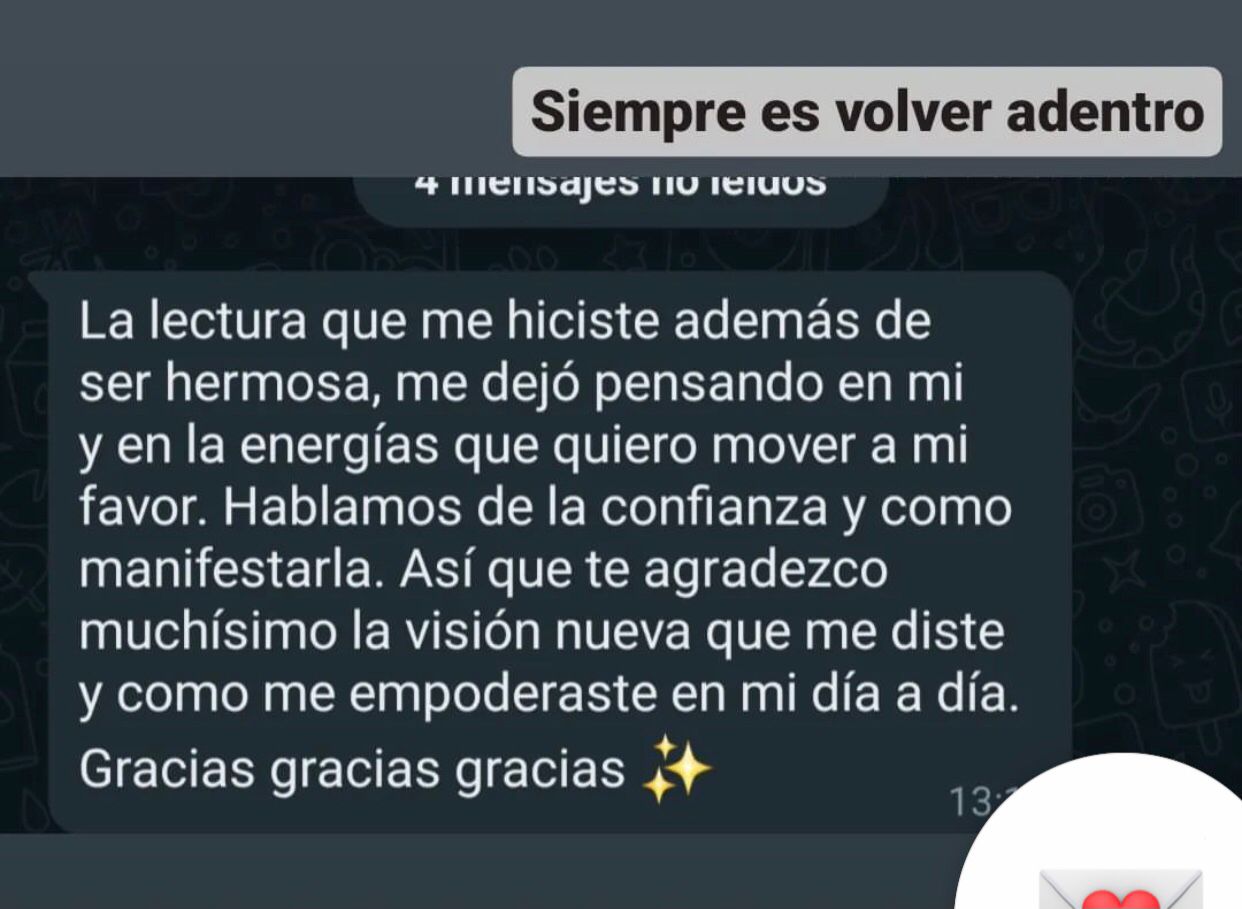 Siempre es volver adentro
4 mensajes no leídos
La lectura que me hiciste además de
ser hermosa, me dejó pensando en mi
y en la energías que quiero mover a mi
favor. Hablamos de la confianza y como
manifestarla. Así que te agradezco
muchísimo la visión nueva que me diste
y como me empoderaste en mi día a día.
Gracias gracias gracias ✨